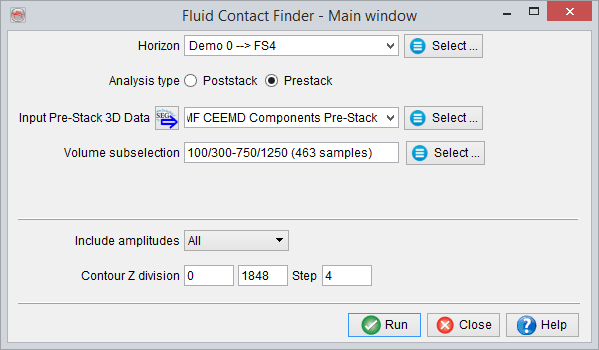 Fluid Contact Finder - Main window
Horizon Demo 0 --> FS4 Select ...
Analysis type Poststack Prestack
Input Pre-Stack 3D Data SEG MF CEEMD Components Pre-Stack Select ...
Volume subselection 100/300-750/1250 (463 samples) Select ...
Include amplitudes All
Contour Z division 0 1848 Step 4
Run Close Help